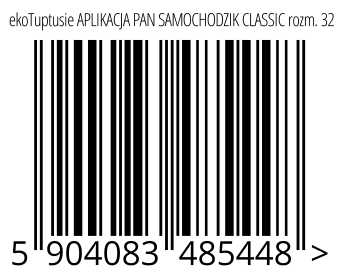 ekoTuptusie APLIKACJA PAN SAMOCHODZIK CLASSIC rozm. 32
5 904083 485448 >